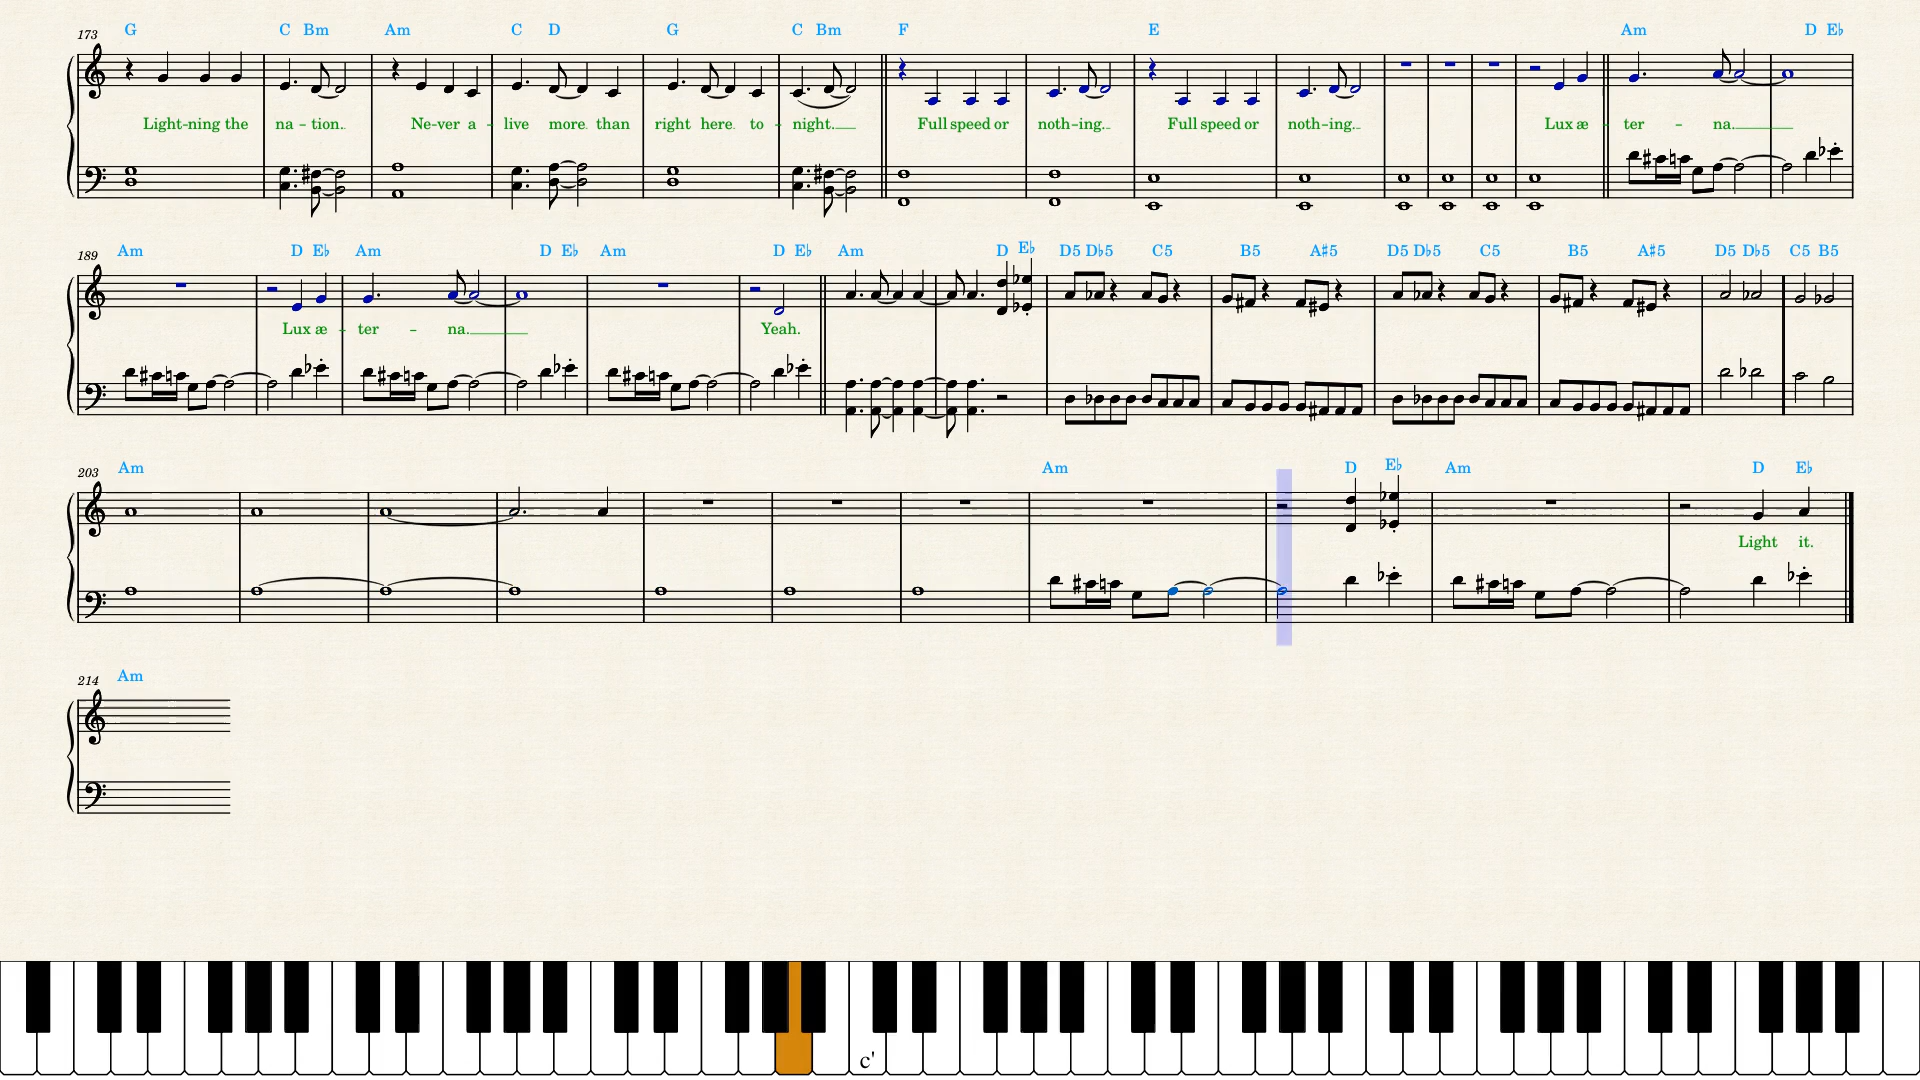 173 G C Bm Am C D G C Bm F E Am D E♭
Light-ning the na - tion. Ne-ver a - live more than right here to - night. Full speed or noth-ing. Full speed or noth-ing. Lux æ - ter - na.
189 Am D E♭ Am D E♭ Am D E♭ Am D E♭ D5 D♭5 C5 B5 A#5 D5 D♭5 C5 B5 A#5 D5 D♭5 C5 B5
Lux æ - ter - na. Yeah.
203 Am Am D E♭ Am D E♭
Light it.
214 Am
c'